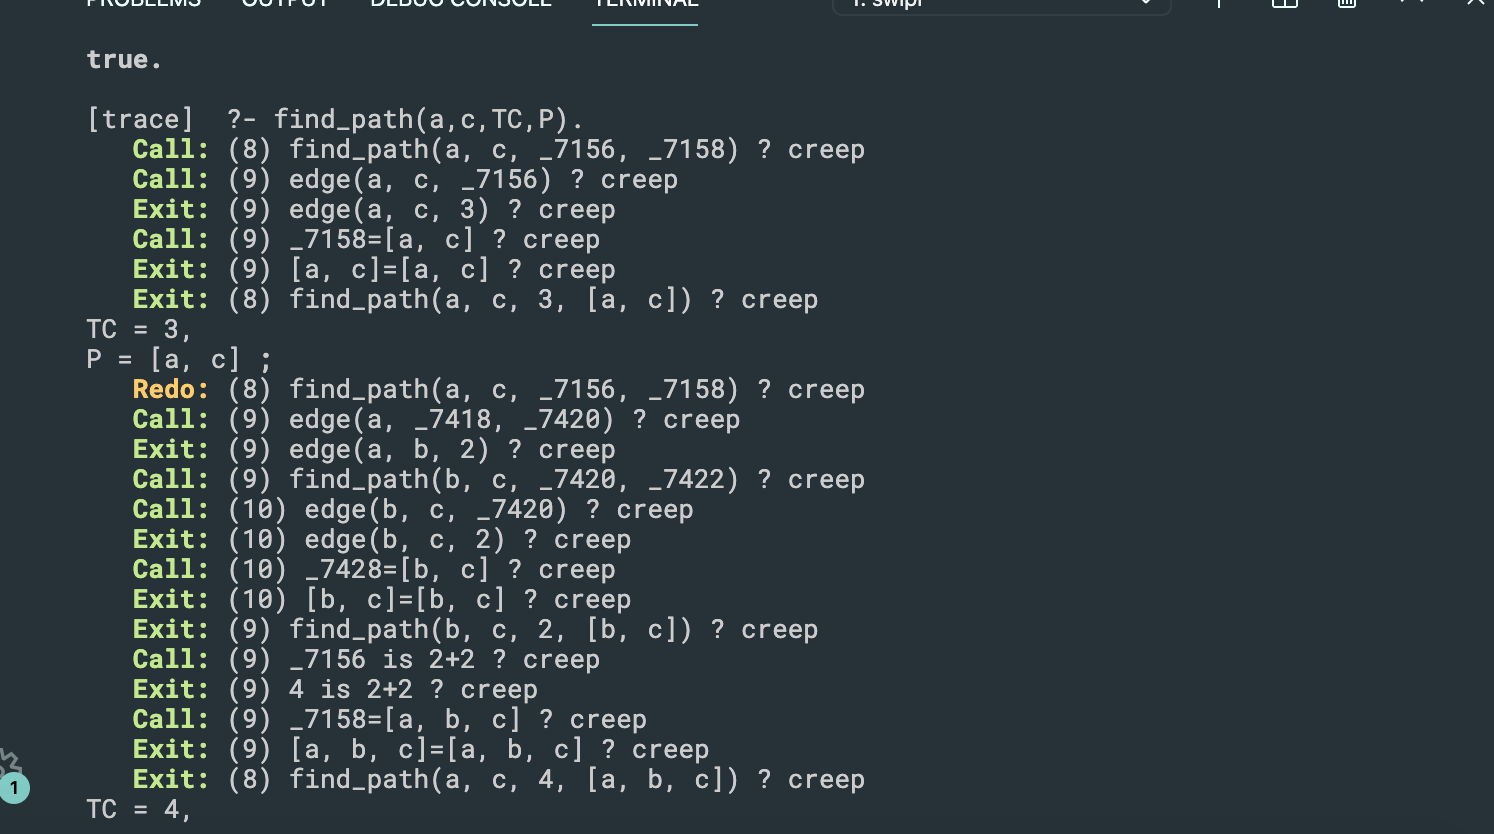 PROBLEMS OUTPUT DEBUG CONSOLE TERMINAL 1: swipl
true.
[trace]  ?- find_path(a,c,TC,P).
Call: (8) find_path(a, c, _7156, _7158) ? creep
Call: (9) edge(a, c, _7156) ? creep
Exit: (9) edge(a, c, 3) ? creep
Call: (9) _7158=[a, c] ? creep
Exit: (9) [a, c]=[a, c] ? creep
Exit: (8) find_path(a, c, 3, [a, c]) ? creep
TC = 3,
P = [a, c] ;
Redo: (8) find_path(a, c, _7156, _7158) ? creep
Call: (9) edge(a, _7418, _7420) ? creep
Exit: (9) edge(a, b, 2) ? creep
Call: (9) find_path(b, c, _7420, _7422) ? creep
Call: (10) edge(b, c, _7420) ? creep
Exit: (10) edge(b, c, 2) ? creep
Call: (10) _7428=[b, c] ? creep
Exit: (10) [b, c]=[b, c] ? creep
Exit: (9) find_path(b, c, 2, [b, c]) ? creep
Call: (9) _7156 is 2+2 ? creep
Exit: (9) 4 is 2+2 ? creep
Call: (9) _7158=[a, b, c] ? creep
Exit: (9) [a, b, c]=[a, b, c] ? creep
Exit: (8) find_path(a, c, 4, [a, b, c]) ? creep
1
TC = 4,